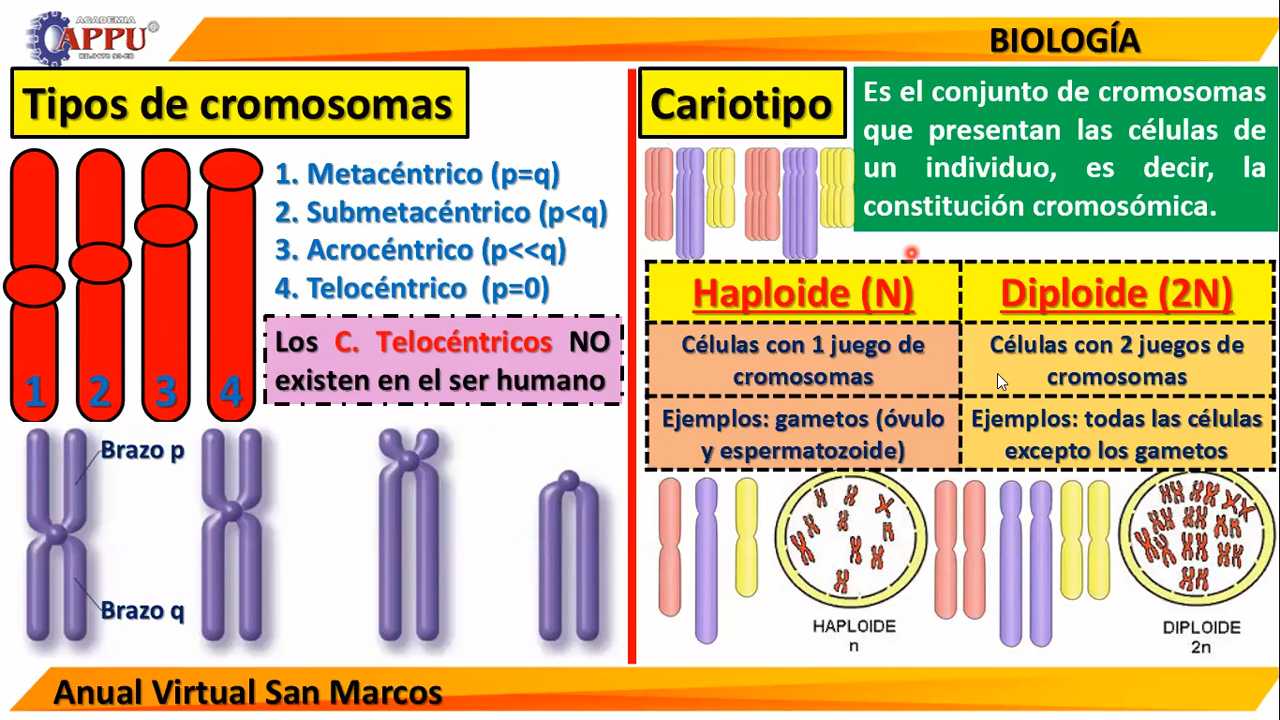 ACADEMIA
APPU
BIOLOGÍA
Tipos de cromosomas
1. Metacéntrico (p=q)
2. Submetacéntrico (p<q)
3. Acrocéntrico (p<<q)
4. Telocéntrico (p=0)
1 2 3 4
Los C. Telocéntricos NO
existen en el ser humano
Brazo p
Brazo q
Cariotipo
Es el conjunto de cromosomas
que presentan las células de
un individuo, es decir, la
constitución cromosómica.
Haploide (N)
Diploide (2N)
Células con 1 juego de
cromosomas
Células con 2 juegos de
cromosomas
Ejemplos: gametos (óvulo
y espermatozoide)
Ejemplos: todas las células
excepto los gametos
HAPLOIDE
n
DIPLOIDE
2n
Anual Virtual San Marcos